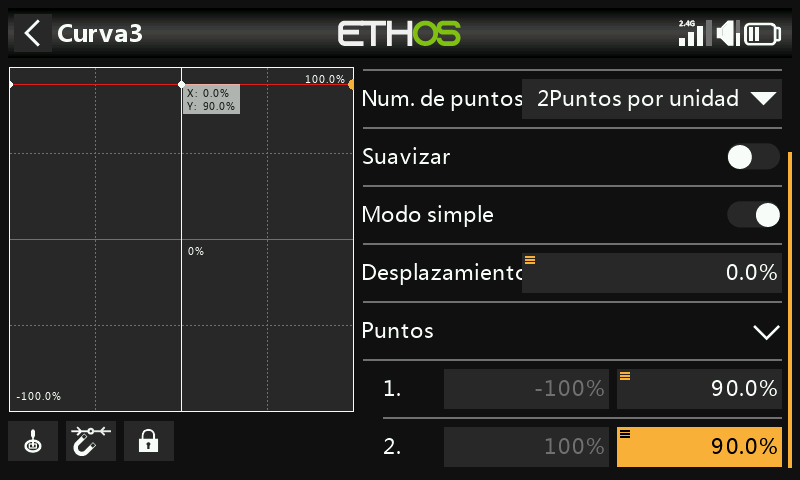 Curva3
ETHOS
2.4G
100.0%
X: 0.0%
Y: 90.0%
0%
-100.0%
Num. de puntos
2Puntos por unidad
Suavizar
Modo simple
Desplazamiento
0.0%
Puntos
1.
-100%
90.0%
2.
100%
90.0%